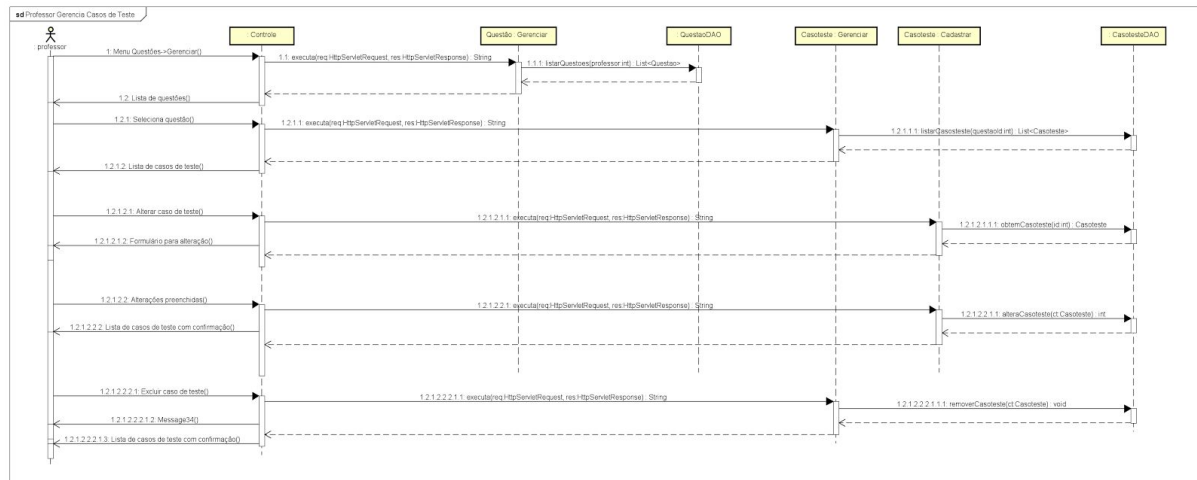 sd Professor Gerencia Casos de Teste
professor
: Controle
Questão : Gerenciar
: QuestaoDAO
Casoteste : Gerenciar
Casoteste : Cadastrar
: CasotesteDAO
1: Menu Questões->Gerenciar()
1.1: executa(req:HttpServletRequest, res:HttpServletResponse) : String
1.1.1: listarQuestoes(professor:int) : List<Questao>
1.2: Lista de questões()
1.2.1: Seleciona questão()
1.2.1.1: executa(req:HttpServletRequest, res:HttpServletResponse) : String
1.2.1.1.1: listarCasosteste(questaoId:int) : List<Casoteste>
1.2.1.2: Lista de casos de teste()
1.2.1.2.1: Alterar caso de teste()
1.2.1.2.1.1: executa(req:HttpServletRequest, res:HttpServletResponse) : String
1.2.1.2.1.1.1: obtemCasoteste(id:int) : Casoteste
1.2.1.2.1.2: Formulário para alteração()
1.2.1.2.2: Alterações preenchidas()
1.2.1.2.2.1: executa(req:HttpServletRequest, res:HttpServletResponse) : String
1.2.1.2.2.1.1: alteraCasoteste(ct:Casoteste) : int
1.2.1.2.2.2: Lista de casos de teste com confirmação()
1.2.1.2.2.2.1: Excluir caso de teste()
1.2.1.2.2.2.1.1: executa(req:HttpServletRequest, res:HttpServletResponse) : String
1.2.1.2.2.2.1.1.1: removerCasoteste(ct:Casoteste) : void
1.2.1.2.2.2.1.2: Message34()
1.2.1.2.2.2.1.3: Lista de casos de teste com confirmação()